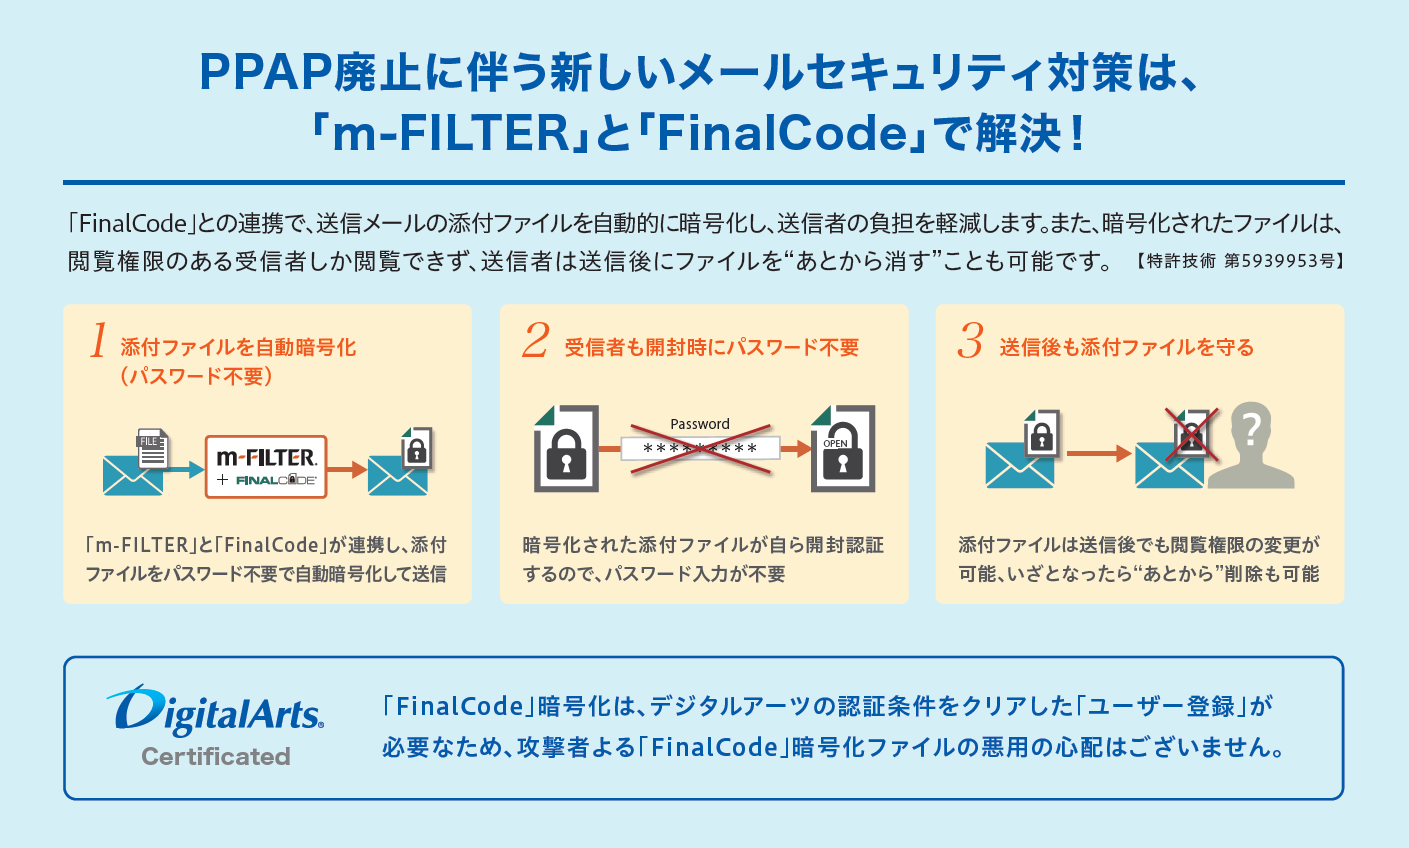 PPAP廃止に伴う新しいメールセキュリティ対策は、
「m-FILTER」と「FinalCode」で解決！
「FinalCode」との連携で、送信メールの添付ファイルを自動的に暗号化し、送信者の負担を軽減します。また、暗号化されたファイルは、
閲覧権限のある受信者しか閲覧できず、送信者は送信後にファイルを“あとから消す”ことも可能です。【特許技術 第5939953号】
1 添付ファイルを自動暗号化
（パスワード不要）
FILE
m-FILTER®
+ FINALCODE®
「m-FILTER」と「FinalCode」が連携し、添付
ファイルをパスワード不要で自動暗号化して送信
2 受信者も開封時にパスワード不要
Password
*********
OPEN
暗号化された添付ファイルが自ら開封認証
するので、パスワード入力が不要
3 送信後も添付ファイルを守る
?
添付ファイルは送信後でも閲覧権限の変更が
可能、いざとなったら“あとから”削除も可能
DigitalArts®
Certificated
「FinalCode」暗号化は、デジタルアーツの認証条件をクリアした「ユーザー登録」が
必要なため、攻撃者よる「FinalCode」暗号化ファイルの悪用の心配はございません。